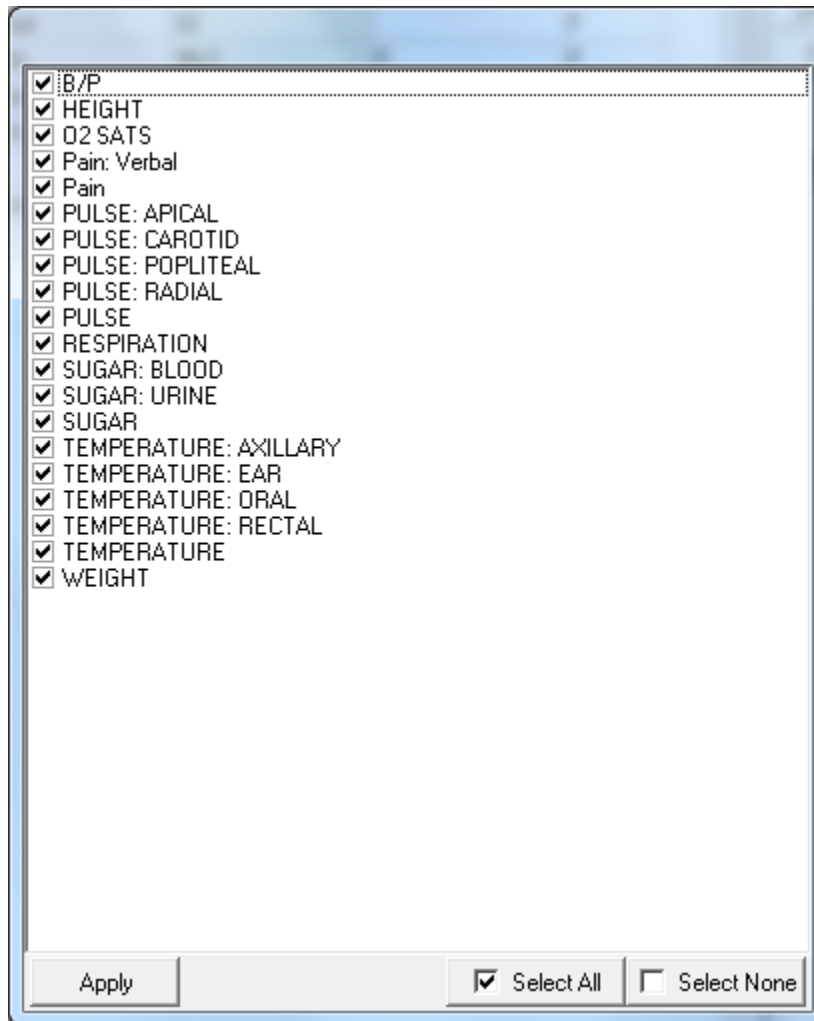 B/P
HEIGHT
O2 SATS
Pain: Verbal
Pain
PULSE: APICAL
PULSE: CAROTID
PULSE: POPLITEAL
PULSE: RADIAL
PULSE
RESPIRATION
SUGAR: BLOOD
SUGAR: URINE
SUGAR
TEMPERATURE: AXILLARY
TEMPERATURE: EAR
TEMPERATURE: ORAL
TEMPERATURE: RECTAL
TEMPERATURE
WEIGHT
Apply Select All Select None